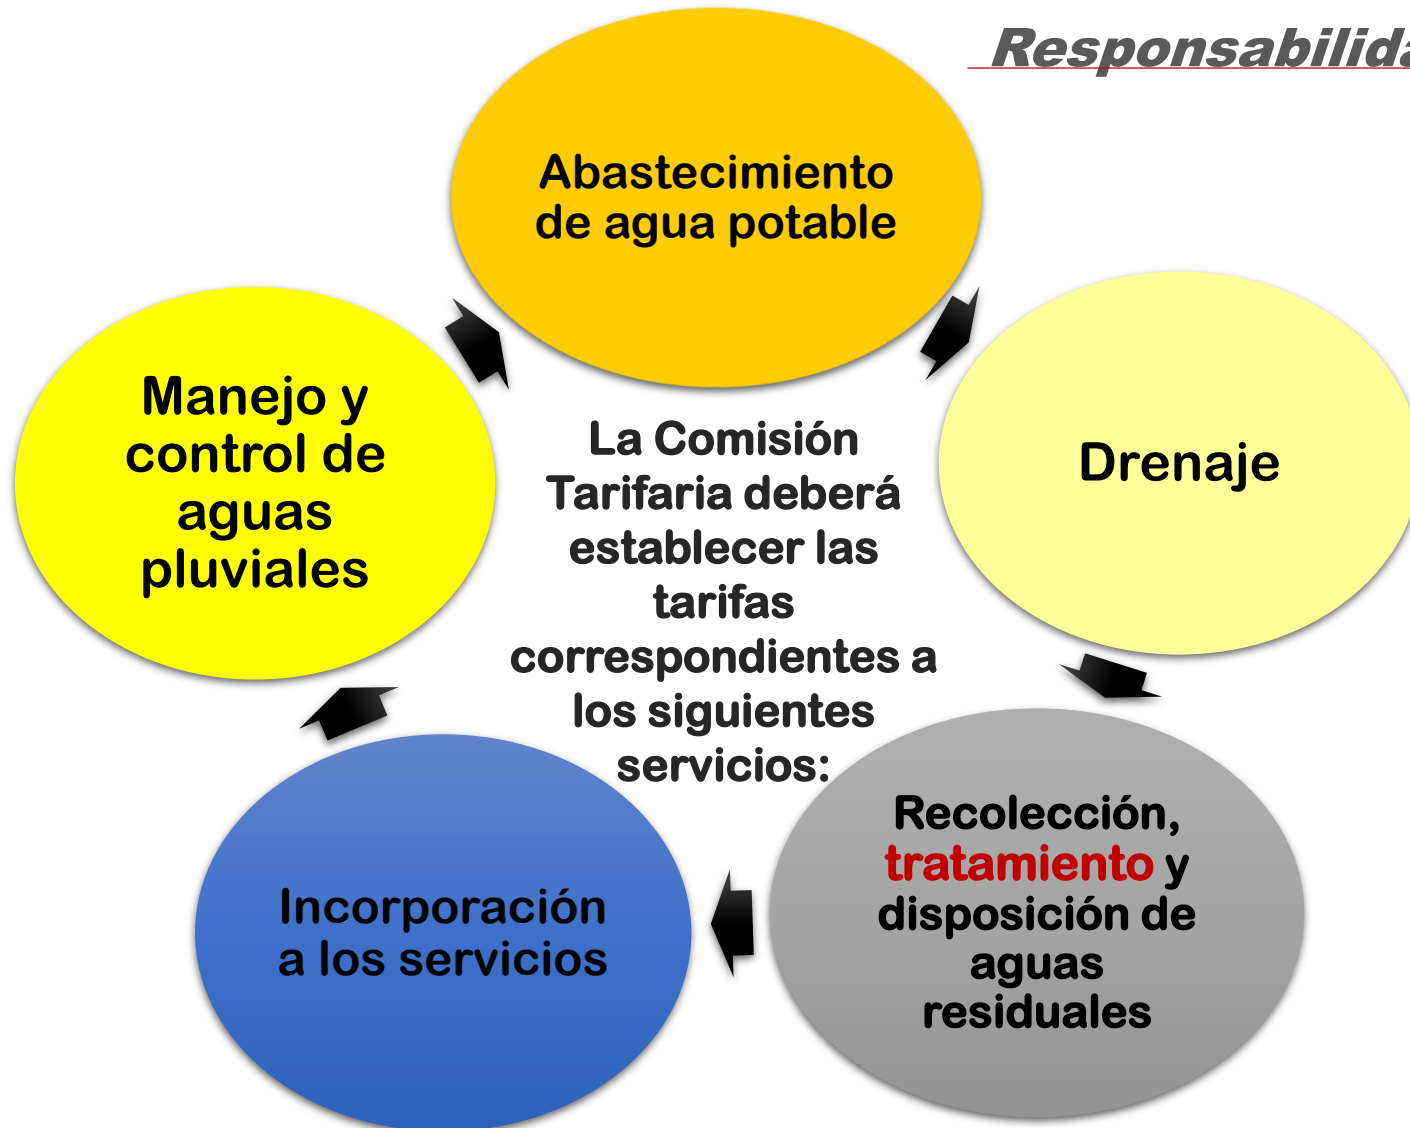 Abastecimiento
de agua potable
Drenaje
Recolección,
tratamiento y
disposición de
aguas
residuales
Incorporación
a los servicios
Manejo y
control de
aguas
pluviales
La Comisión
Tarifaria deberá
establecer las
tarifas
correspondientes a
los siguientes
servicios: